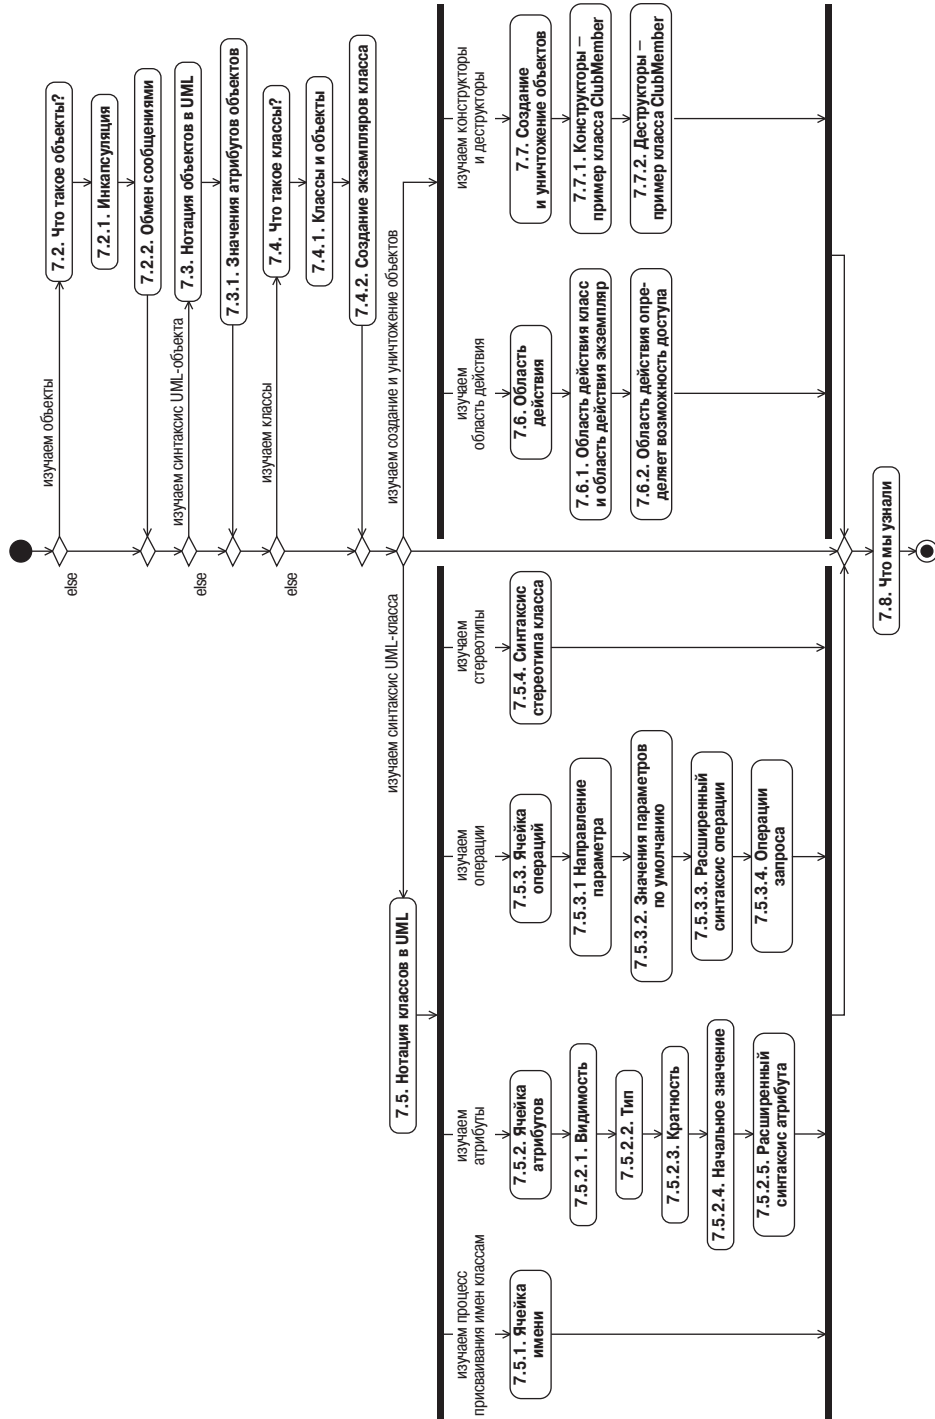 изучаем объекты
7.2. Что такое объекты?
7.2.1. Инкапсуляция
7.2.2. Обмен сообщениями
else
изучаем синтаксис UML-объекта
7.3. Нотация объектов в UML
7.3.1. Значения атрибутов объектов
else
изучаем классы
7.4. Что такое классы?
7.4.1. Классы и объекты
7.4.2. Создание экземпляров класса
else
изучаем синтаксис UML-класса
изучаем создание и уничтожение объектов
7.5. Нотация классов в UML
изучаем процесс
присваивания имен классам
7.5.1. Ячейка
имени
изучаем
атрибуты
7.5.2. Ячейка
атрибутов
7.5.2.1. Видимость
7.5.2.2. Тип
7.5.2.3. Кратность
7.5.2.4. Начальное значение
7.5.2.5. Расширенный
синтаксис атрибута
изучаем
операции
7.5.3. Ячейка
операций
7.5.3.1 Направление
параметра
7.5.3.2. Значения параметров
по умолчанию
7.5.3.3. Расширенный
синтаксис операции
7.5.3.4. Операции
запроса
изучаем
стереотипы
7.5.4. Синтаксис
стереотипа класса
изучаем
область действия
7.6. Область
действия
7.6.1. Область действия класс
и область действия экземпляр
7.6.2. Область действия опре-
деляет возможность доступа
изучаем конструкторы
и деструкторы
7.7. Создание
и уничтожение объектов
7.7.1. Конструкторы –
пример класса ClubMember
7.7.2. Деструкторы –
пример класса ClubMember
7.8. Что мы узнали